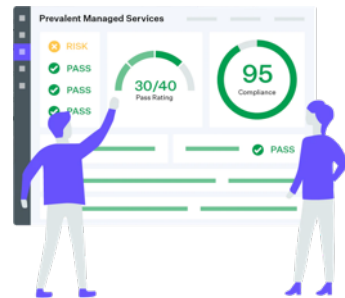 Prevalent Managed Services
RISK
PASS
PASS
PASS
30/40
Pass Rating
95
Compliance
PASS